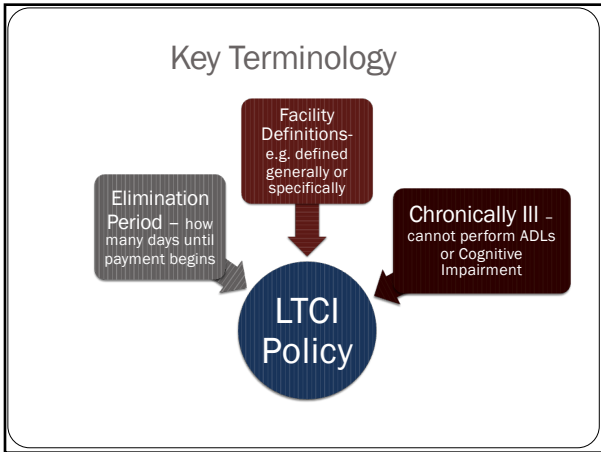 Key Terminology
Facility
Definitions-
e.g. defined
generally or
specifically
Elimination
Period – how
many days until
payment begins
Chronically Ill –
cannot perform ADLs
or Cognitive
Impairment
LTCI
Policy